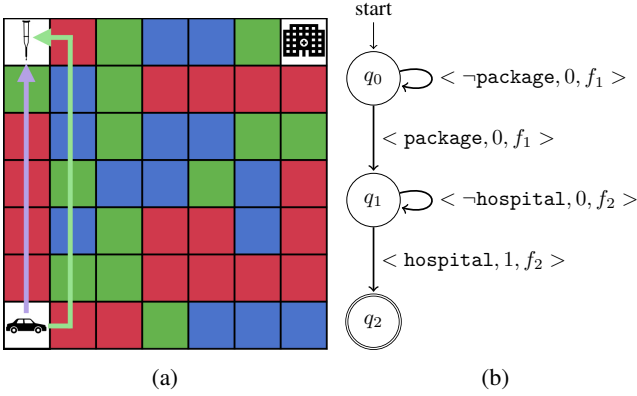 start
q₀
< ¬package, 0, f₁ >
< package, 0, f₁ >
q₁
< ¬hospital, 0, f₂ >
< hospital, 1, f₂ >
q₂
(a)
(b)